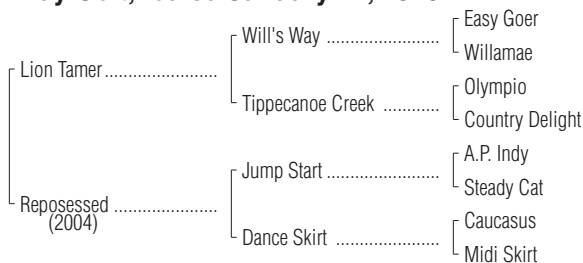 Will's Way ......................
Easy Goer
Willamae
Lion Tamer ......................
Tippecanoe Creek ............
Olympio
Country Delight
Jump Start ......................
A.P. Indy
Steady Cat
Reposessed ....................
(2004)
Dance Skirt ....................
Caucasus
Midi Skirt